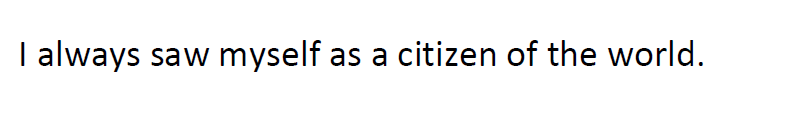 I always saw myself as a citizen of the world.